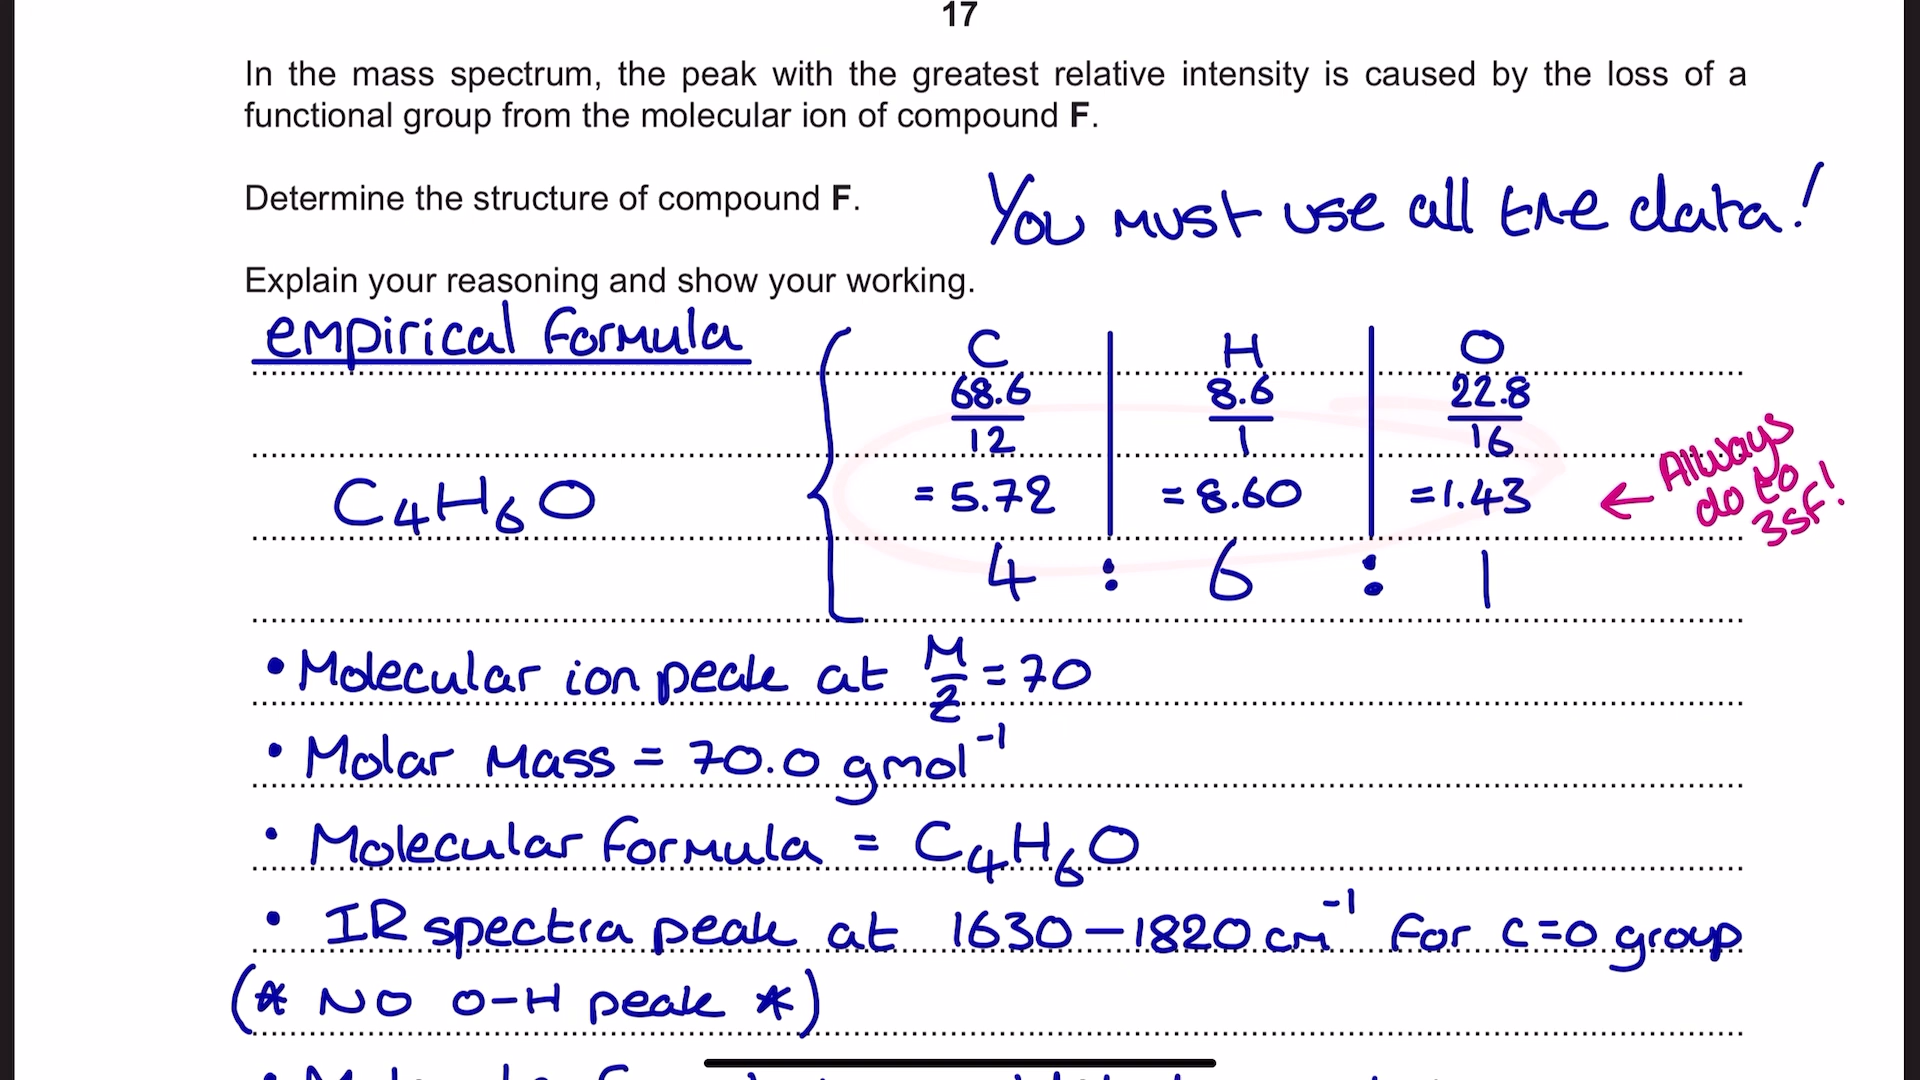 17
In the mass spectrum, the peak with the greatest relative intensity is caused by the loss of a
functional group from the molecular ion of compound F.
Determine the structure of compound F.
You must use all the data!
Explain your reasoning and show your working.
empirical formula
C H O
68.6/12 8.6/1 22.8/16
= 5.72 = 8.60 = 1.43
← Always do to 3sf!
C₄H₆O
4 : 6 : 1
• Molecular ion peak at M/Z = 70
• Molar Mass = 70.0 gmol⁻¹
• Molecular formula = C₄H₆O
• IR spectra peak at 1630 – 1820 cm⁻¹ for C=O group
(* NO O-H peak *)